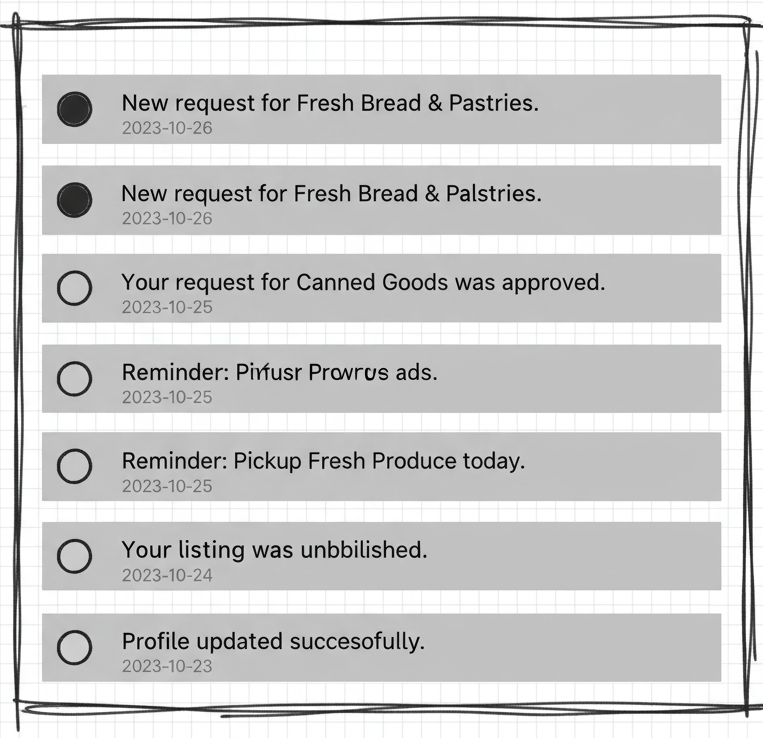 New request for Fresh Bread & Pastries.
2023-10-26
New request for Fresh Bread & Palstries.
2023-10-26
Your request for Canned Goods was approved.
2023-10-25
Reminder: ads.
2023-10-25
Reminder: Pickup Fresh Produce today.
2023-10-25
Your listing was unbbilished.
2023-10-24
Profile updated succesofully.
2023-10-23